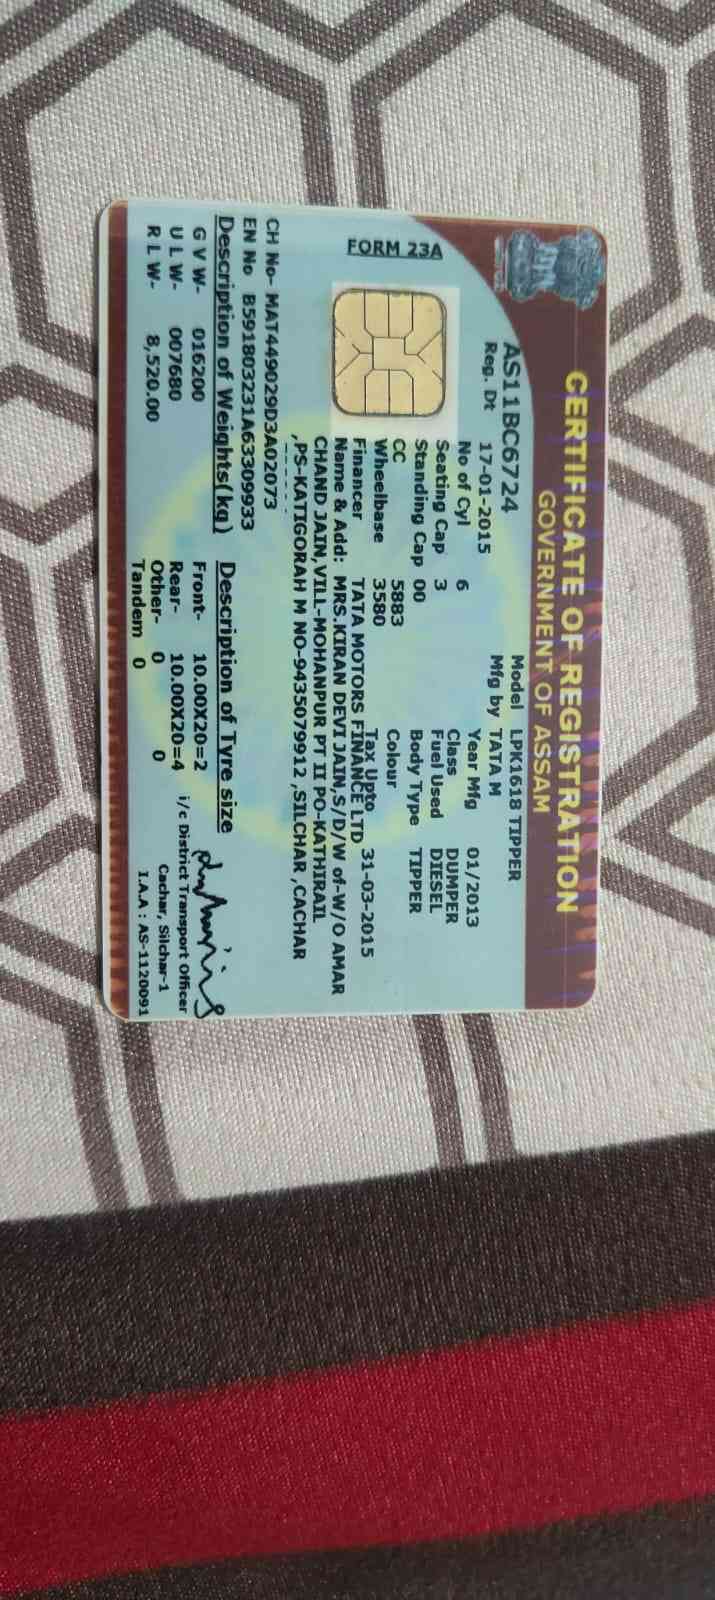 CERTIFICATE OF REGISTRATION
GOVERNMENT OF ASSAM
FORM 23A
AS11BC6724 Model LPK1618 TIPPER
Reg. Dt 17-01-2015 Mfg by TATA M
No of Cyl 6 Year Mfg 01/2013
Seating Cap 3 Class DUMPER
Standing Cap 00 Fuel Used DIESEL
CC 5883 Body Type TIPPER
Wheelbase 3580 Colour
Tax Upto 31-03-2015
Financer TATA MOTORS FINANCE LTD
Name & Add: MRS.KIRAN DEVI JAIN,S/D/W of-W/O AMAR
CHAND JAIN,VILL-MOHANPUR PT II PO-KATHIRAIL
,PS-KATIGORAH M NO-9435079912 ,SILCHAR ,CACHAR
CH No- MAT449029D3A02073
EN No B591803231A63309933
Description of Weights(kg) Description of Tyre size
G V W- 016200 Front- 10.00X20=2
U L W- 007680 Rear- 10.00X20=4
R L W- 8,520.00 Other- 0 0
Tandem 0
i/c District Transport Officer
Cachar, Silchar-1
I.A.A : AS-1120091